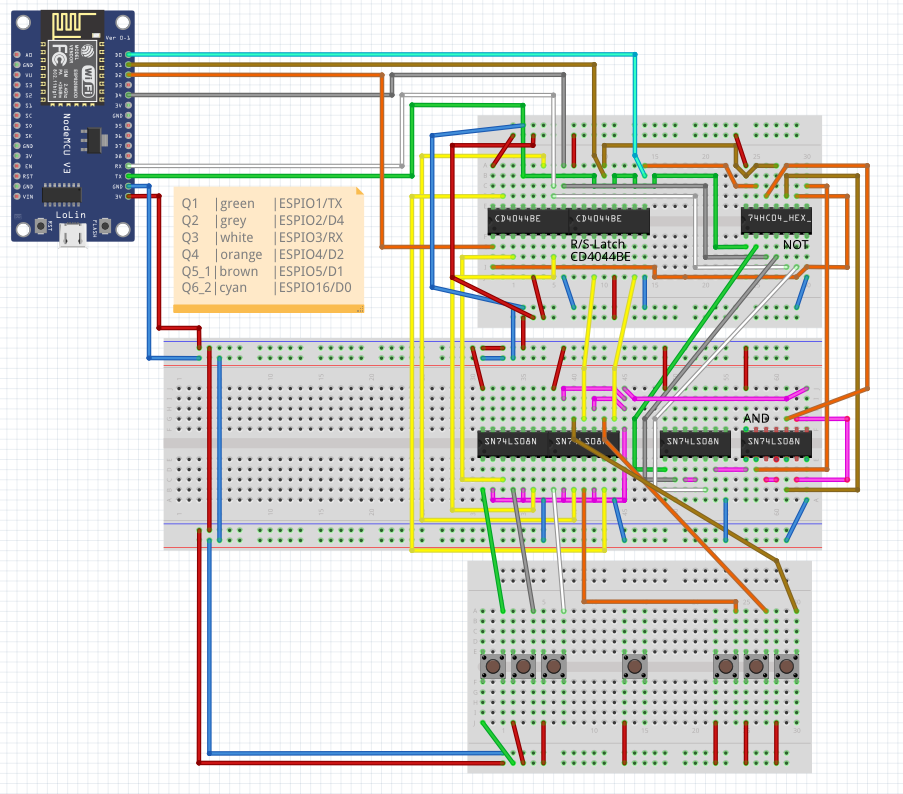 Ver 0.1
A0
GND
VU
S3
S2
S1
SC
S0
SK
GND
3V
EN
RST
GND
VIN
D0
D1
D2
D3
D4
3V
GND
D5
D6
D7
D8
RX
TX
GND
3V
WiFi
FC
NodeMCU V3
LoLin
RST
FLASH
Q1 |green |ESPIO1/TX
Q2 |grey |ESPIO2/D4
Q3 |white |ESPIO3/RX
Q4 |orange |ESPIO4/D2
Q5_1|brown |ESPIO5/D1
Q6_2|cyan |ESPIO16/D0
CD4044BE CD4044BE
74HC04_HEX_
R/S-Latch
CD4044BE
NOT
AND
SN74LS08N SN74LS08N SN74LS08N SN74LS08N